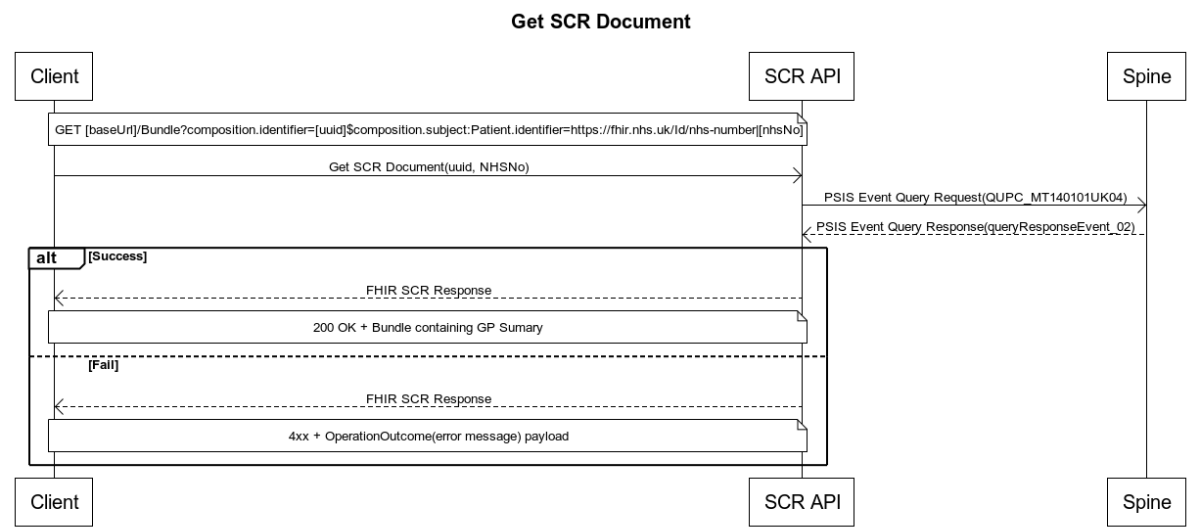 Get SCR Document
Client
SCR API
Spine
GET [baseUrl]/Bundle?composition.identifier=[uuid]$composition.subject:Patient.identifier=https://fhir.nhs.uk/Id/nhs-number|[nhsNo]
Get SCR Document(uuid, NHSNo)
PSIS Event Query Request(QUPC_MT140101UK04)
PSIS Event Query Response(queryResponseEvent_02)
alt
[Success]
FHIR SCR Response
200 OK + Bundle containing GP Sumary
[Fail]
FHIR SCR Response
4xx + OperationOutcome(error message) payload
Client
SCR API
Spine